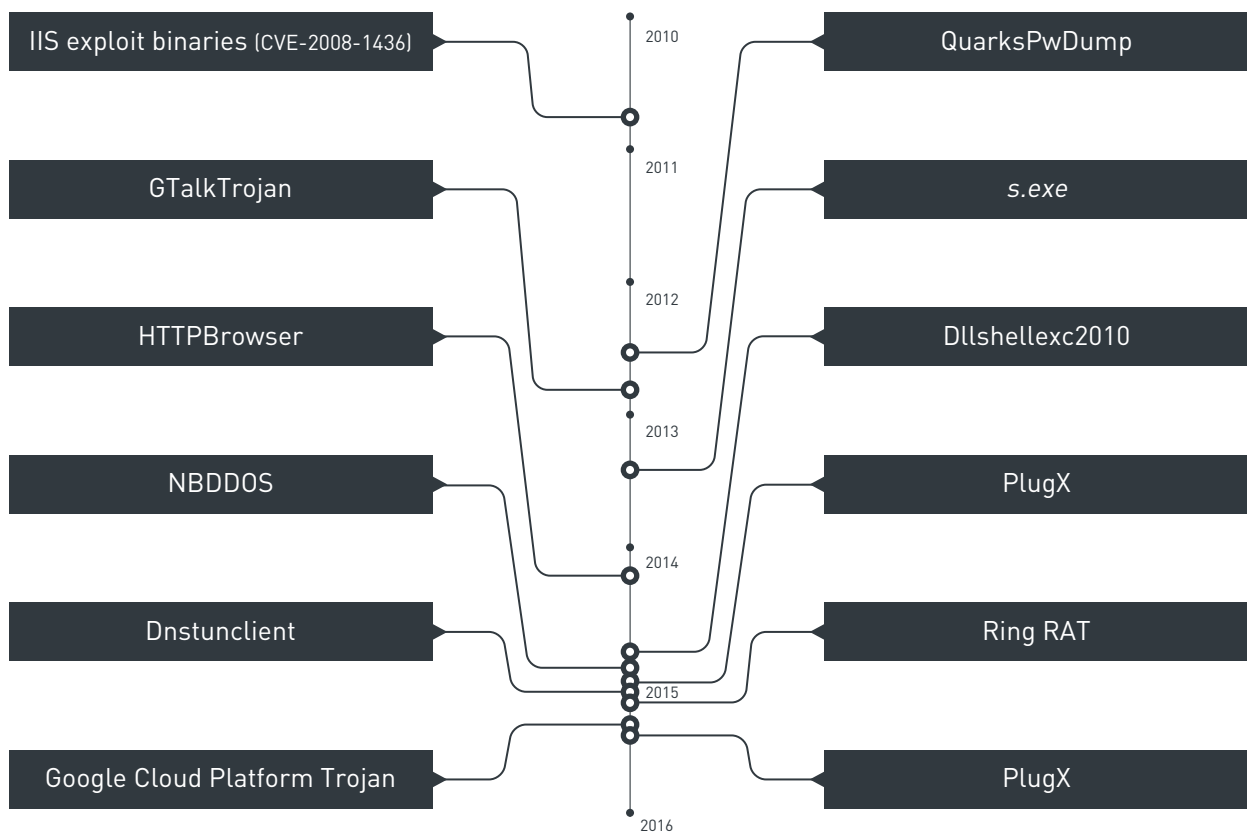 IIS exploit binaries (CVE-2008-1436)
2010
QuarksPwDump
GTalkTrojan
2011
s.exe
HTTPBrowser
2012
Dllshellexc2010
2013
NBDDOS
PlugX
2014
Dnstunclient
Ring RAT
2015
Google Cloud Platform Trojan
PlugX
2016